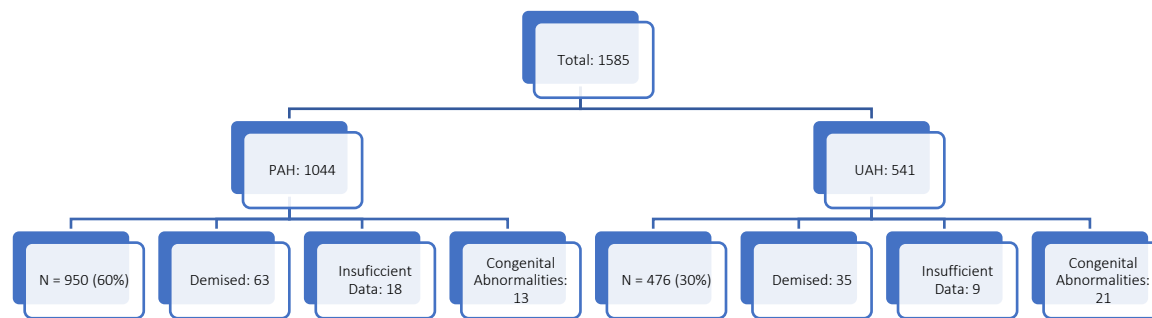 Total: 1585
PAH: 1044
UAH: 541
N = 950 (60%)
Demised: 63
Insuficcient
Data: 18
Congenital
Abnormalities:
13
N = 476 (30%)
Demised: 35
Insufficient
Data: 9
Congenital
Abnormalities:
21